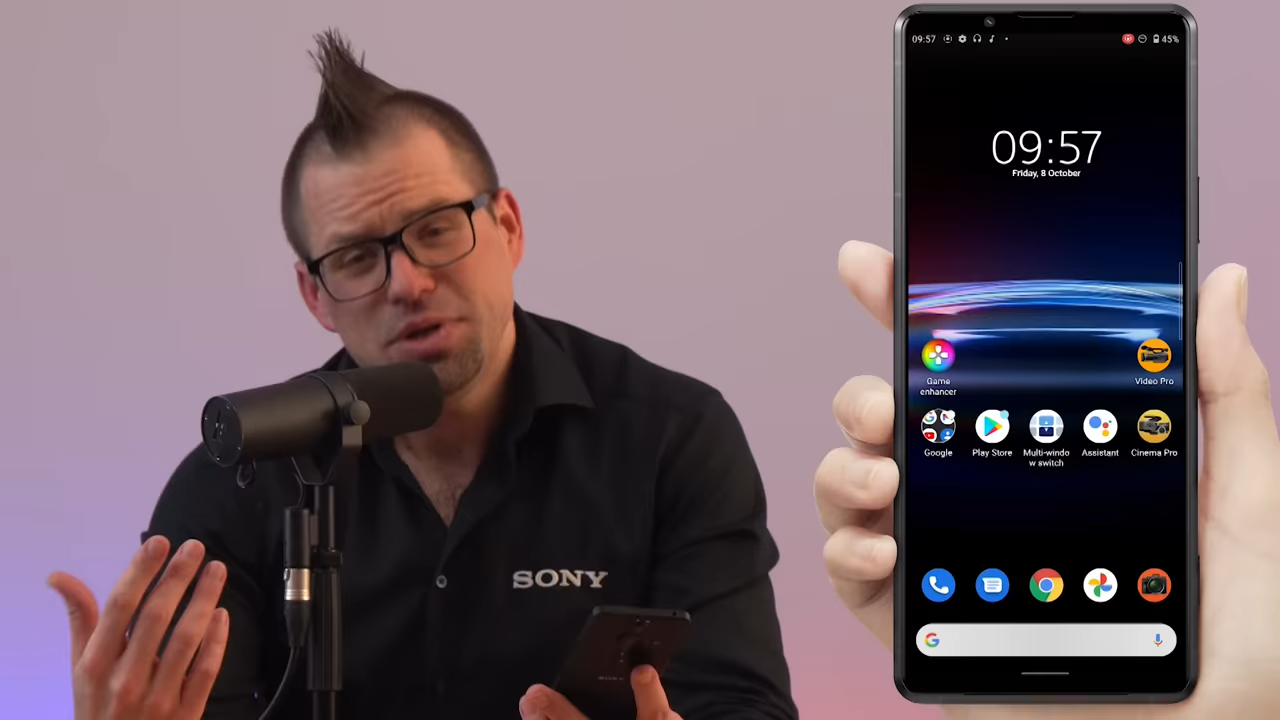 SONY
SONY
09:57
45%
09:57
Friday, 8 October
Game
enhancer
Video Pro
Google
Play Store
Multi-windo
w switch
Assistant
Cinema Pro